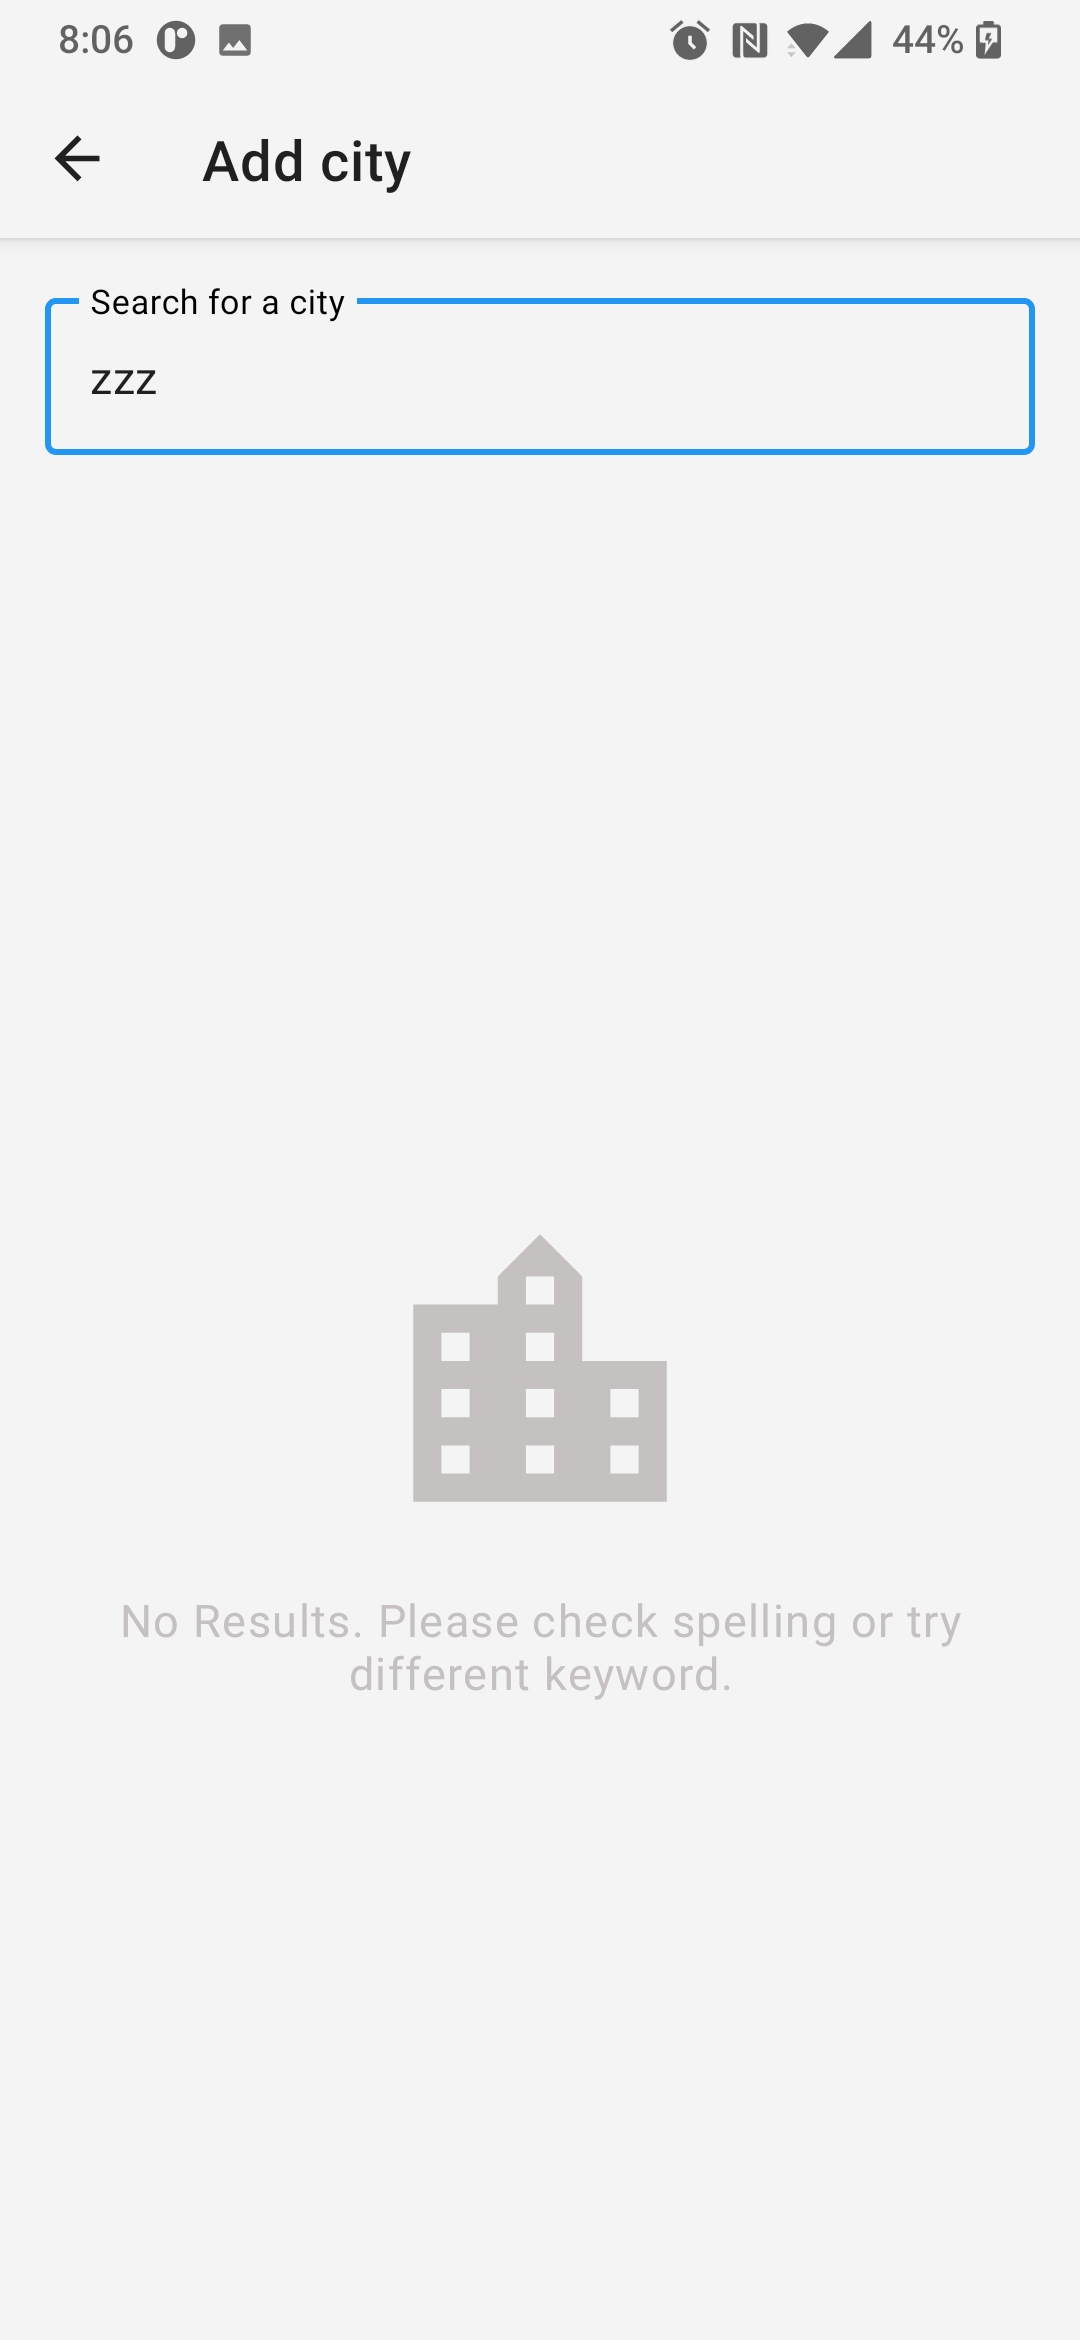 8:06
44%
Add city
Search for a city
zzz
No Results. Please check spelling or try
different keyword.